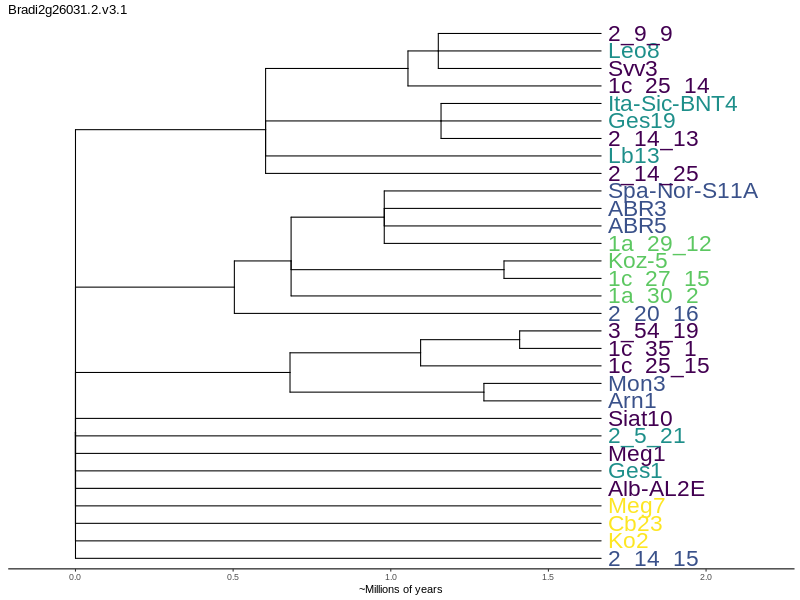 Bradi2g26031.2.v3.1
2_9_9
Leo8
Svv3
1c_25_14
Ita-Sic-BNT4
Ges19
2_14_13
Lb13
2_14_25
Spa-Nor-S11A
ABR3
ABR5
1a_29_12
Koz-5
1c_27_15
1a_30_2
2_20_16
3_54_19
1c_35_1
1c_25_15
Mon3
Arn1
Siat10
2_5_21
Meg1
Ges1
Alb-AL2E
Meg7
Cb23
Ko2
2_14_15
0.0 0.5 1.0 1.5 2.0
~Millions of years